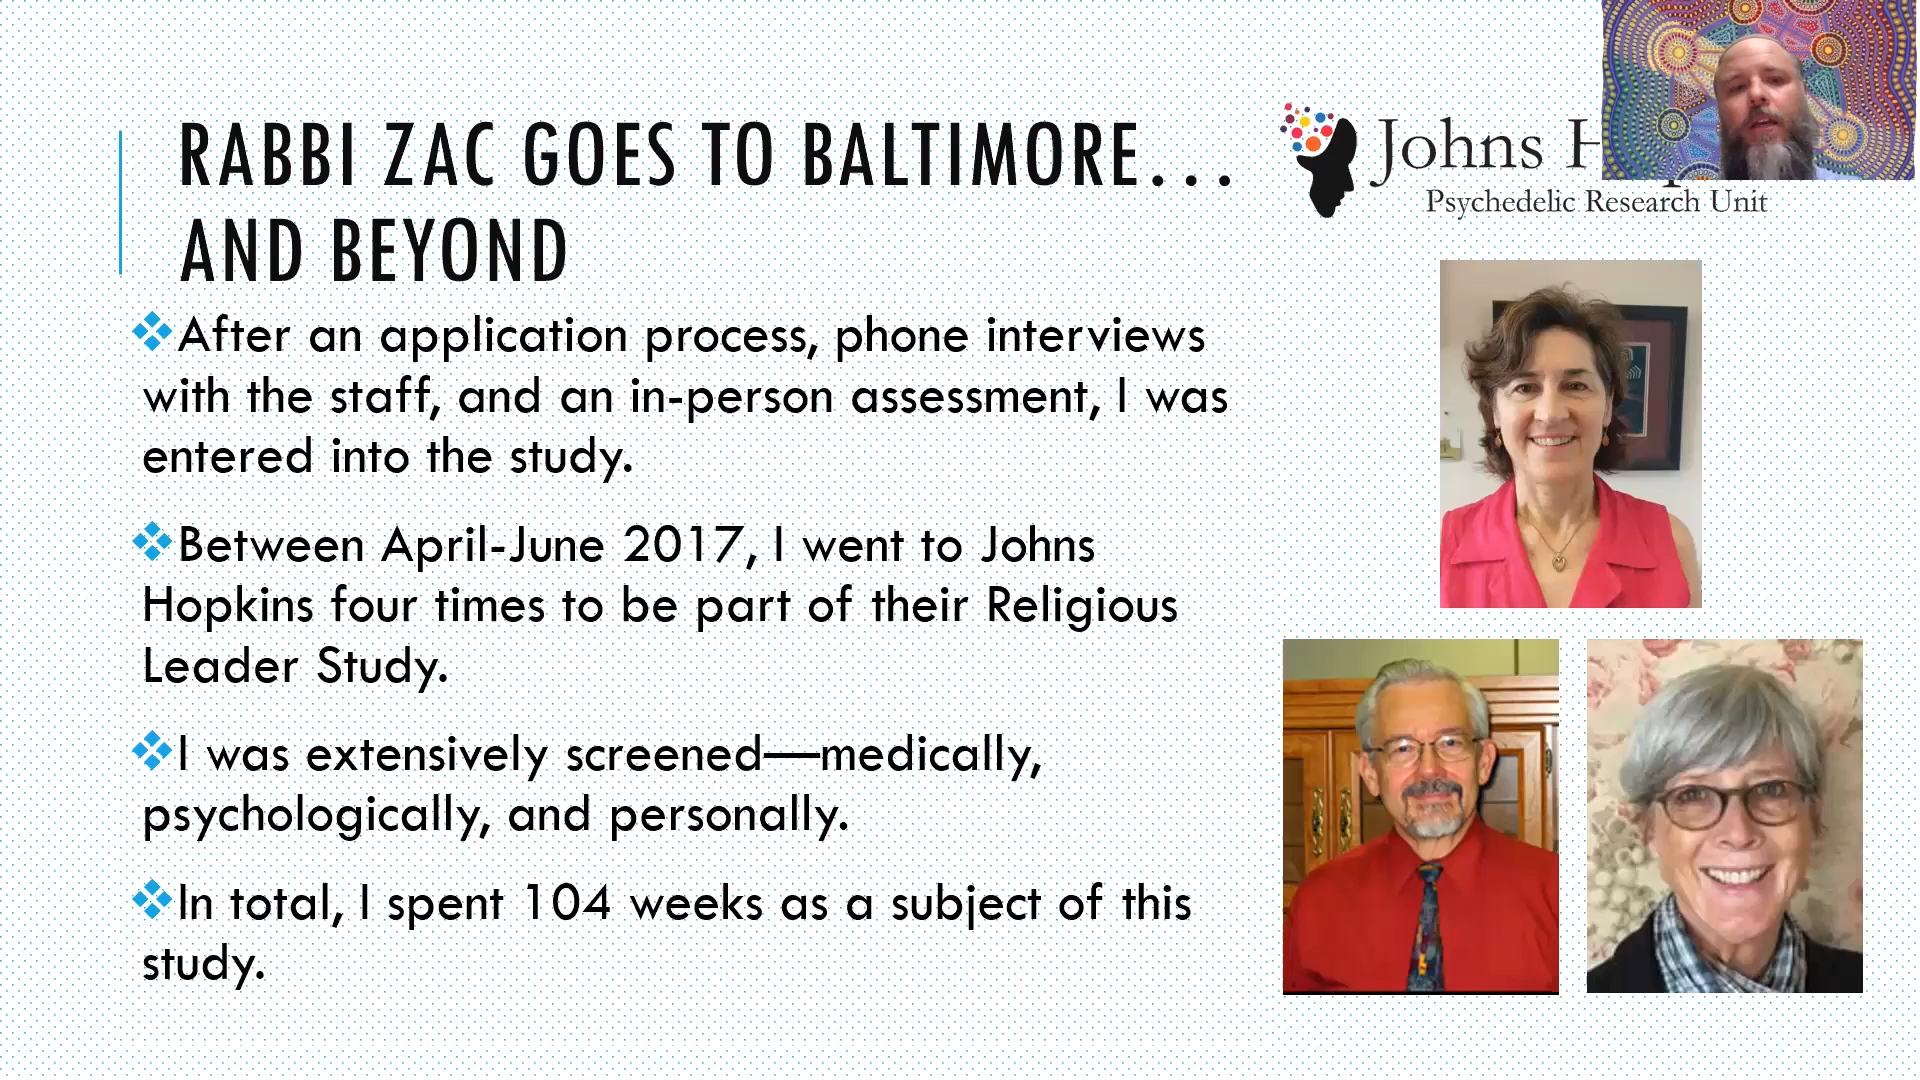 RABBI ZAC GOES TO BALTIMORE...
AND BEYOND
Johns
Psychedelic Research Unit
❖After an application process, phone interviews
with the staff, and an in-person assessment, I was
entered into the study.
❖Between April-June 2017, I went to Johns
Hopkins four times to be part of their Religious
Leader Study.
❖I was extensively screened—medically,
psychologically, and personally.
❖In total, I spent 104 weeks as a subject of this
study.